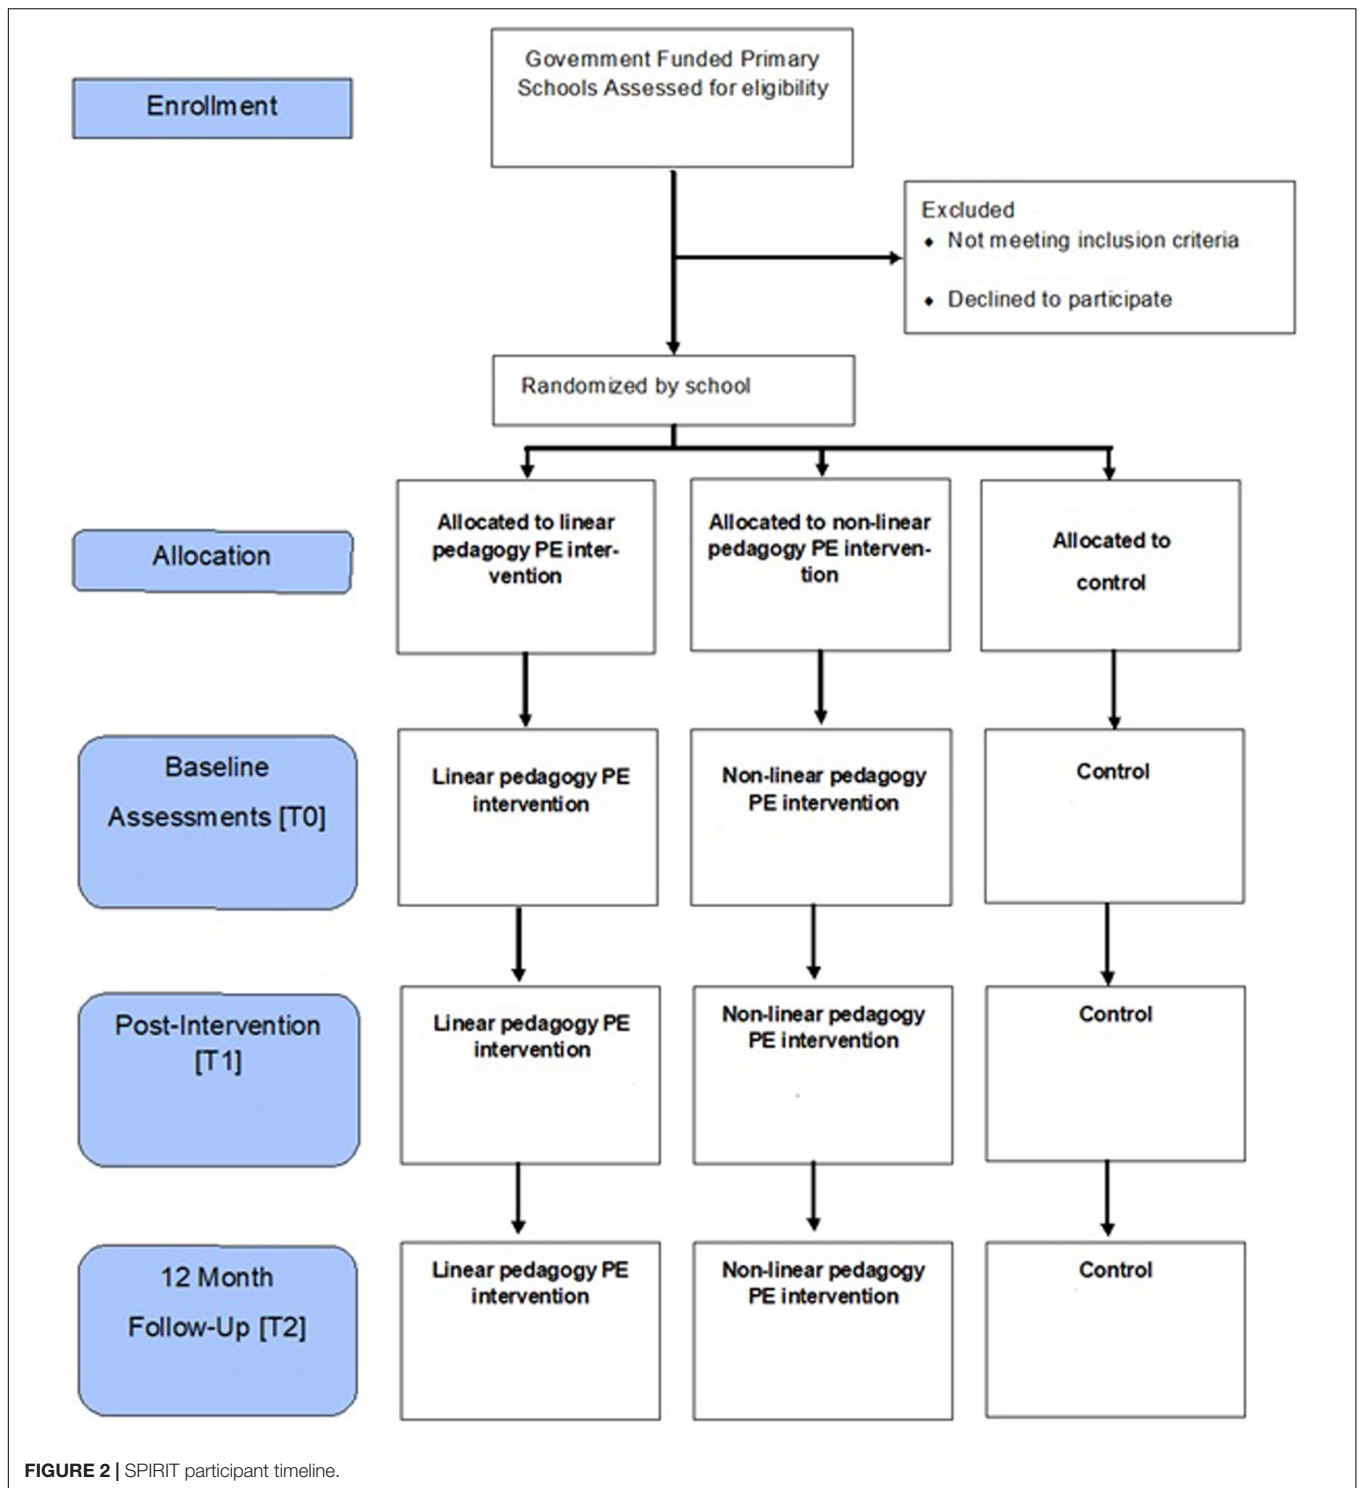 Enrollment
Government Funded Primary
Schools Assessed for eligibility
Excluded
♦ Not meeting inclusion criteria
♦ Declined to participate
Randomized by school
Allocation
Allocated to linear
pedagogy PE inter-
vention
Allocated to non-linear
pedagogy PE interven-
tion
Allocated to
control
Baseline
Assessments [T0]
Linear pedagogy PE
intervention
Non-linear pedagogy
PE intervention
Control
Post-Intervention
[T1]
Linear pedagogy PE
intervention
Non-linear pedagogy
PE intervention
Control
12 Month
Follow-Up [T2]
Linear pedagogy PE
intervention
Non-linear pedagogy
PE intervention
Control
FIGURE 2 | SPIRIT participant timeline.